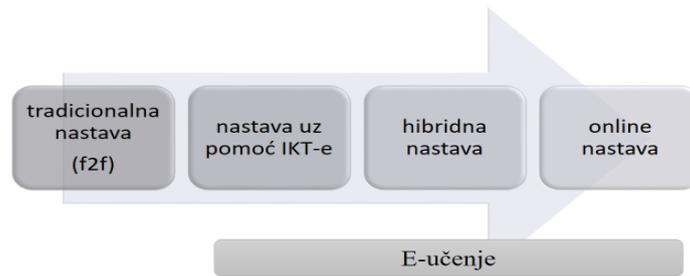 tradicionalna
nastava
(f2f)
nastava uz
pomoć IKT-e
hibridna
nastava
online
nastava
E-učenje